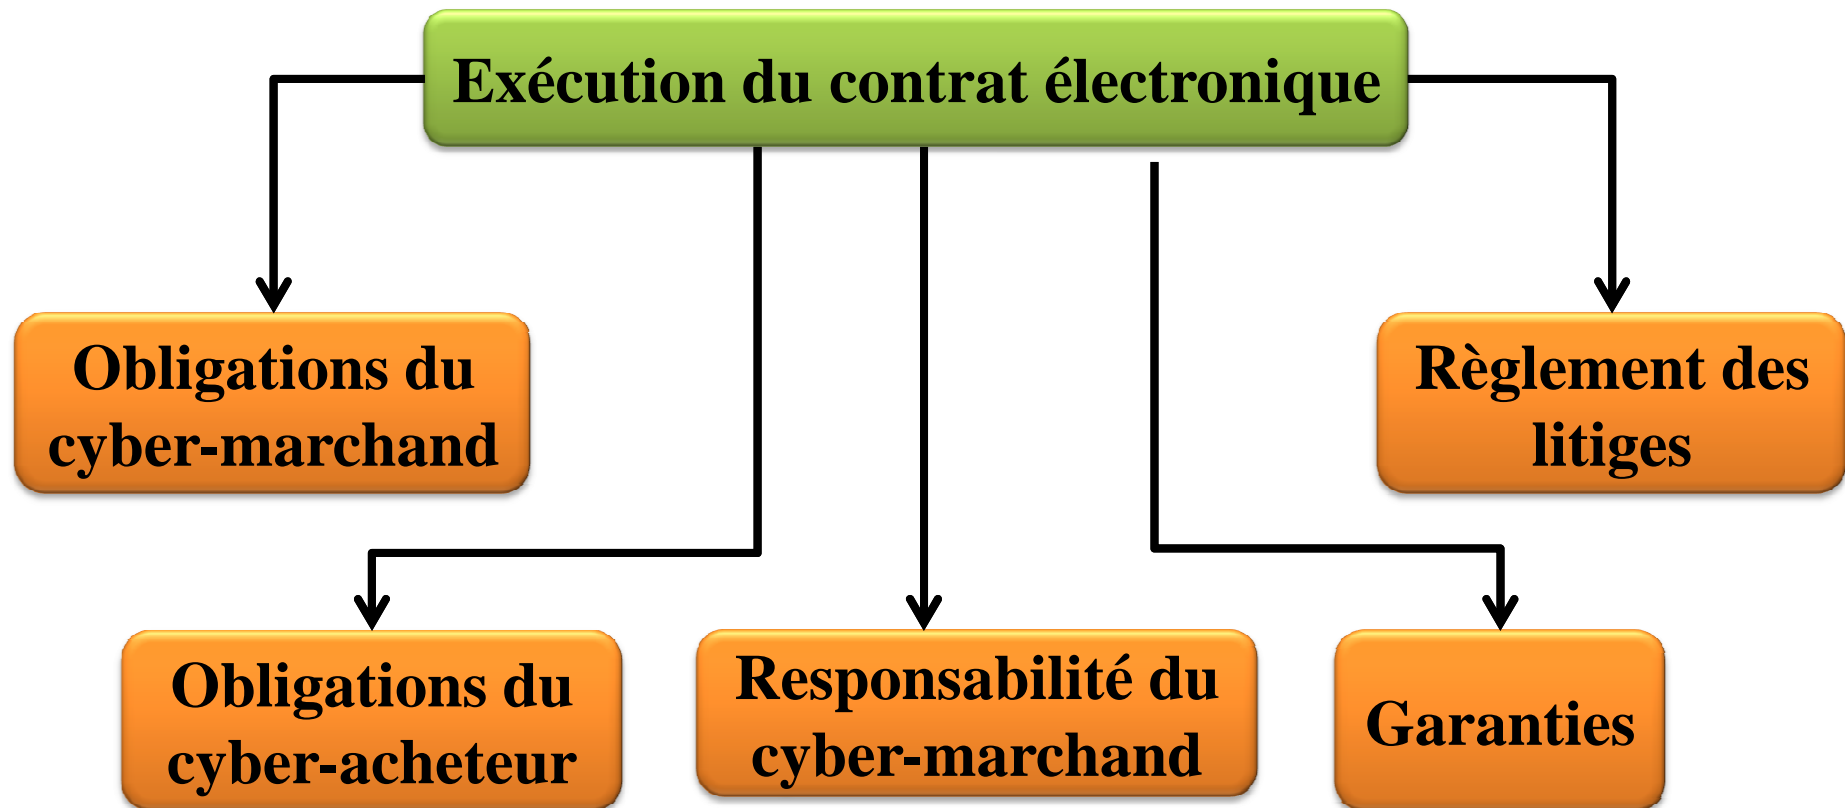 Exécution du contrat électronique
Obligations du
cyber-marchand
Règlement des
litiges
Obligations du
cyber-acheteur
Responsabilité du
cyber-marchand
Garanties